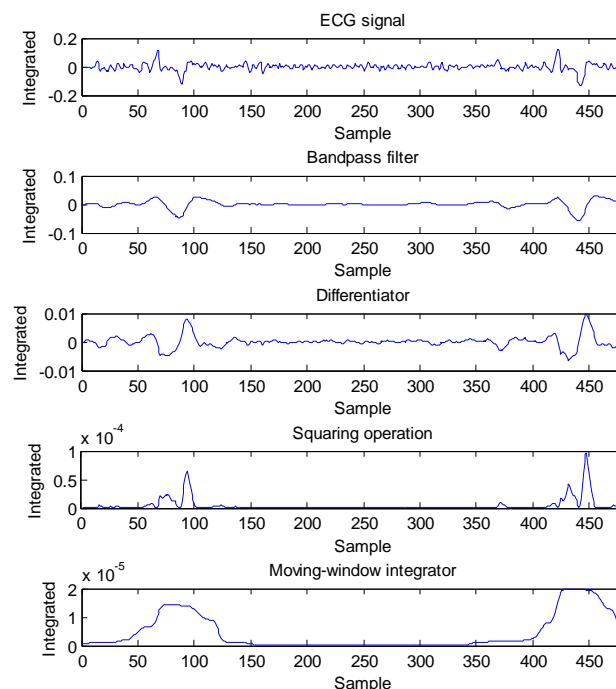 ECG signal
0.2
0
-0.2
Integrated
0 50 100 150 200 250 300 350 400 450
Sample
Bandpass filter
0.1
0
-0.1
Integrated
0 50 100 150 200 250 300 350 400 450
Sample
Differentiator
0.01
0
-0.01
Integrated
0 50 100 150 200 250 300 350 400 450
Sample
x 10^-4
Squaring operation
1
0.5
0
Integrated
0 50 100 150 200 250 300 350 400 450
Sample
x 10^-5
Moving-window integrator
2
1
0
Integrated
0 50 100 150 200 250 300 350 400 450
Sample